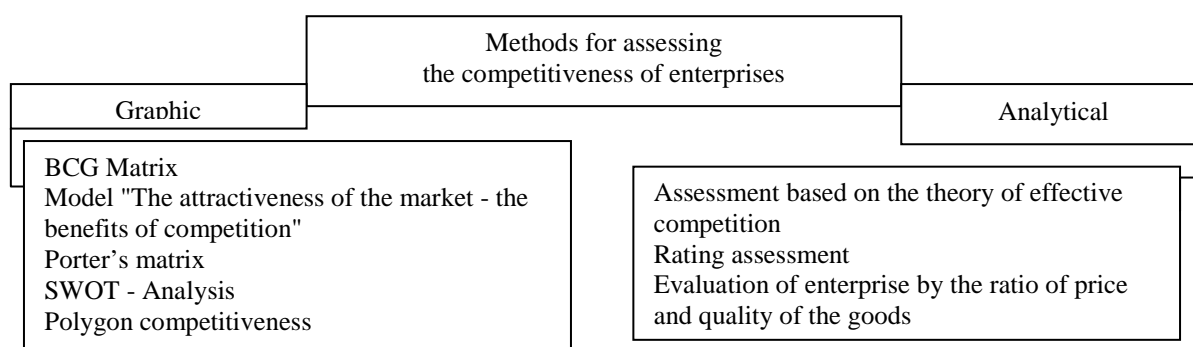 Methods for assessing
the competitiveness of enterprises
Graphic
Analytical
BCG Matrix
Model "The attractiveness of the market - the
benefits of competition"
Porter’s matrix
SWOT - Analysis
Polygon competitiveness
Assessment based on the theory of effective
competition
Rating assessment
Evaluation of enterprise by the ratio of price
and quality of the goods